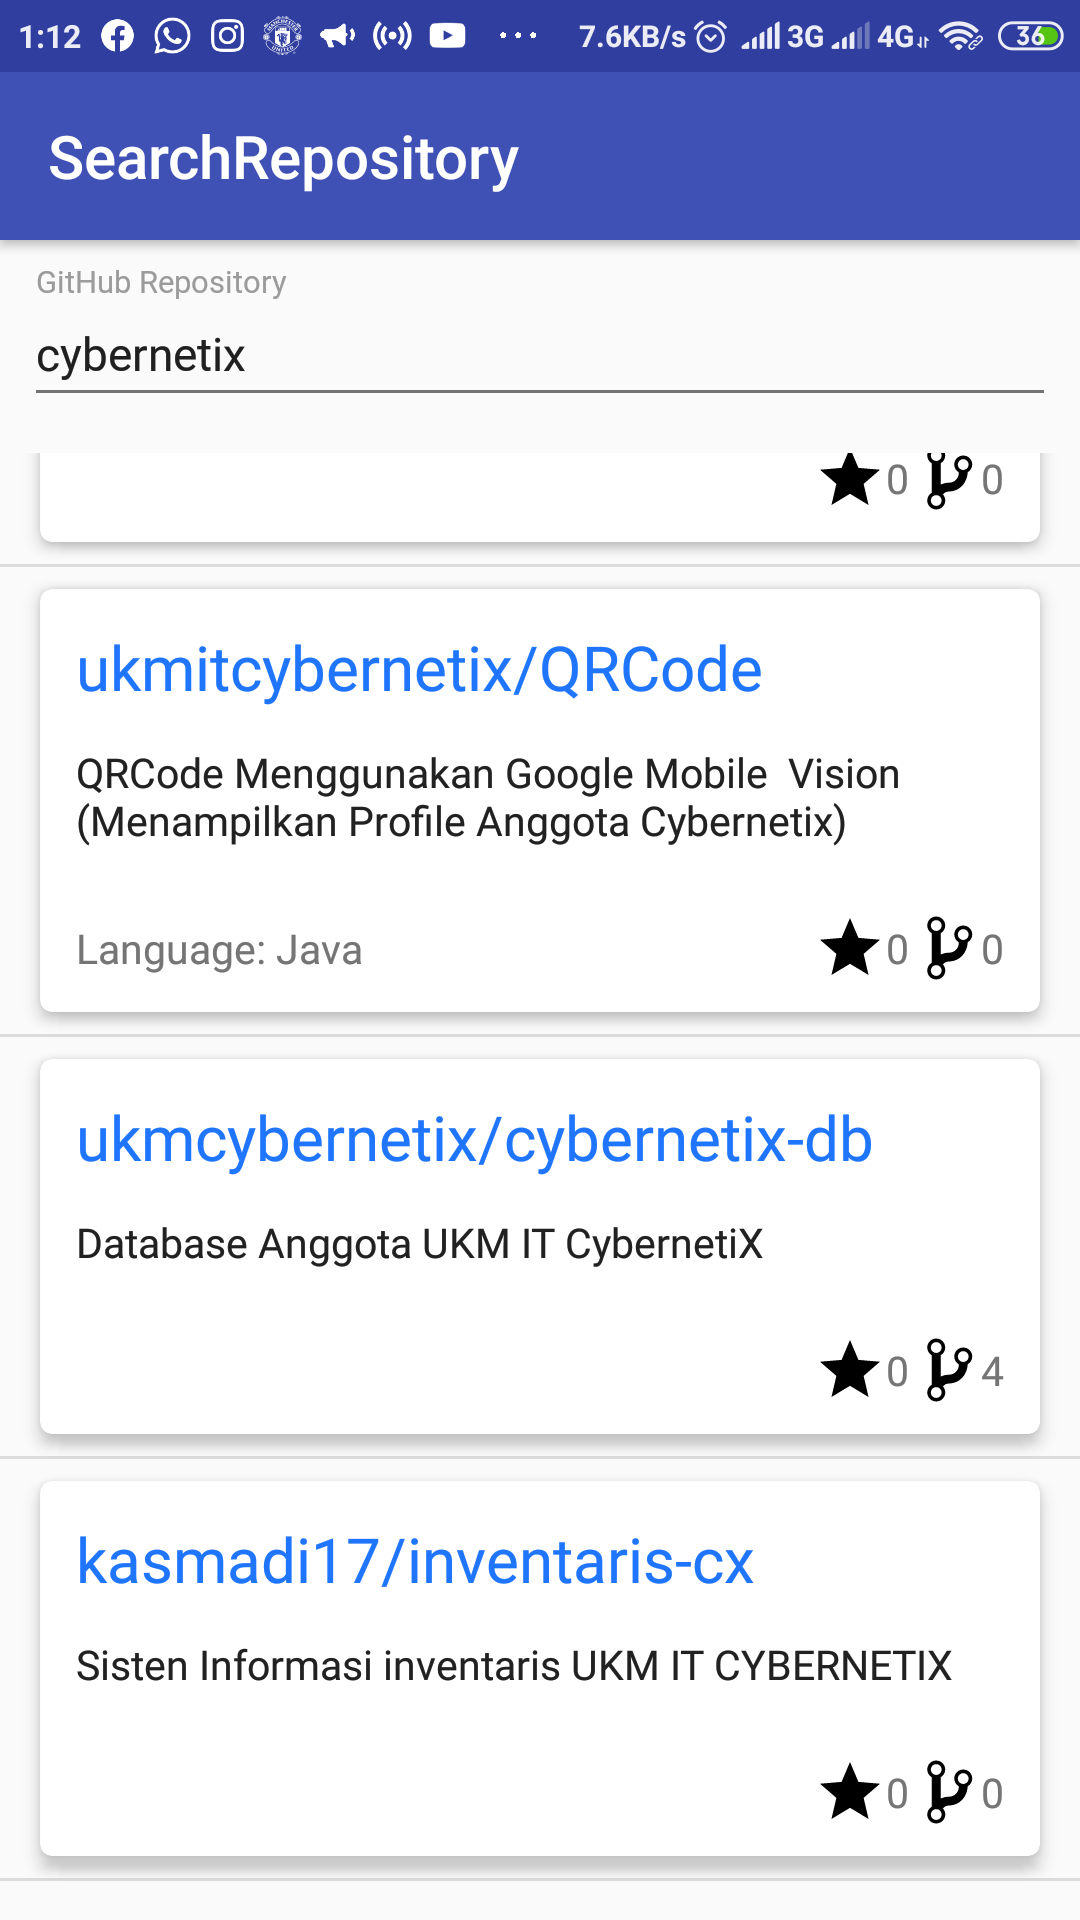 1:12 7.6KB/s 3G 4G 36
SearchRepository
GitHub Repository
cybernetix
0 0
ukmitcybernetix/QRCode
QRCode Menggunakan Google Mobile  Vision
(Menampilkan Profile Anggota Cybernetix)
Language: Java 0 0
ukmcybernetix/cybernetix-db
Database Anggota UKM IT CybernetiX
0 4
kasmadi17/inventaris-cx
Sisten Informasi inventaris UKM IT CYBERNETIX
0 0